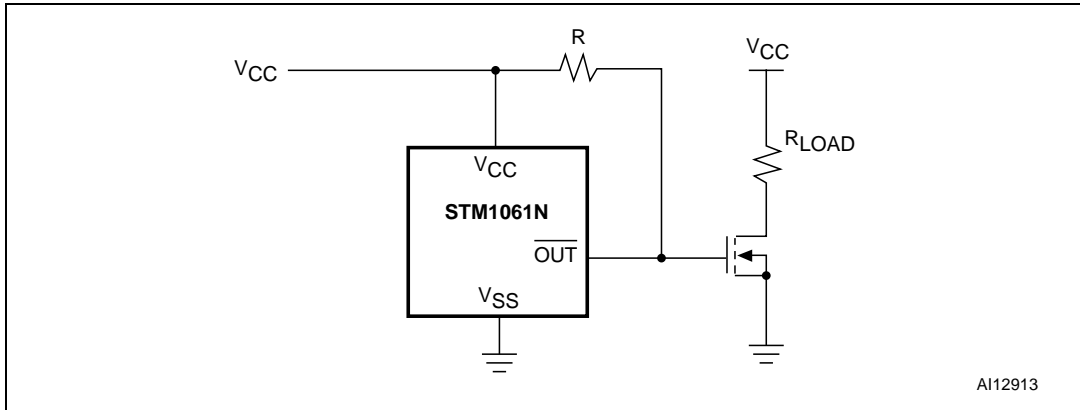 R
VCC
VCC
RLOAD
VCC
STM1061N
OUT
VSS
AI12913